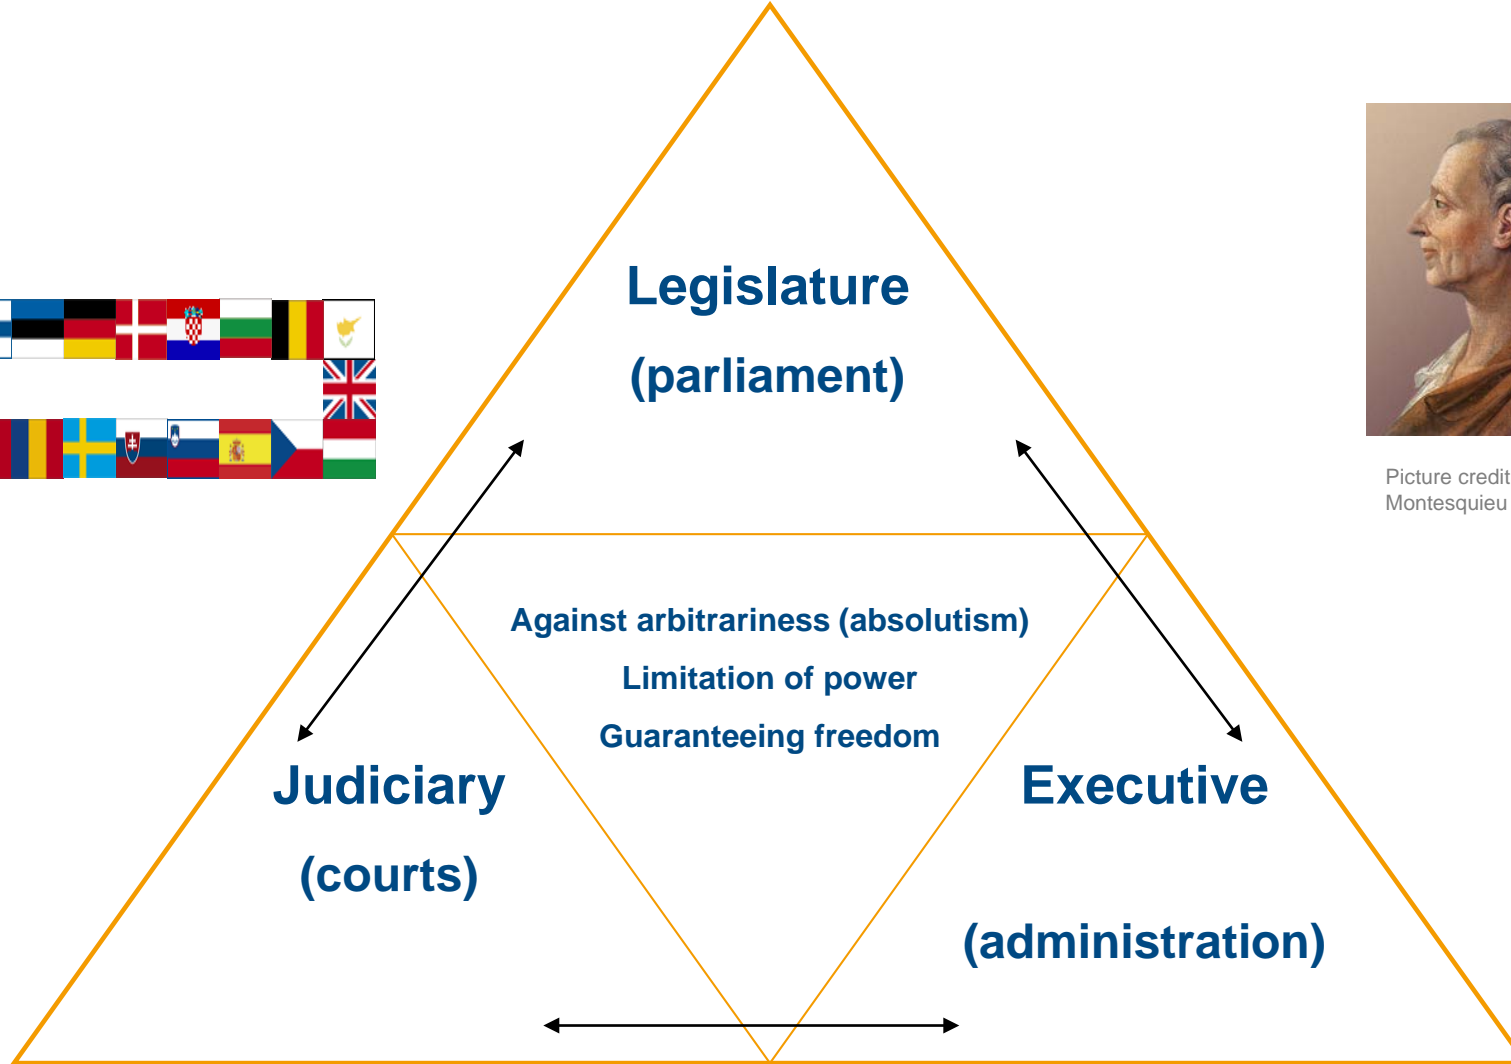 Legislature
(parliament)
Picture credit
Montesquieu
Against arbitrariness (absolutism)
Limitation of power
Guaranteeing freedom
Judiciary
(courts)
Executive
(administration)